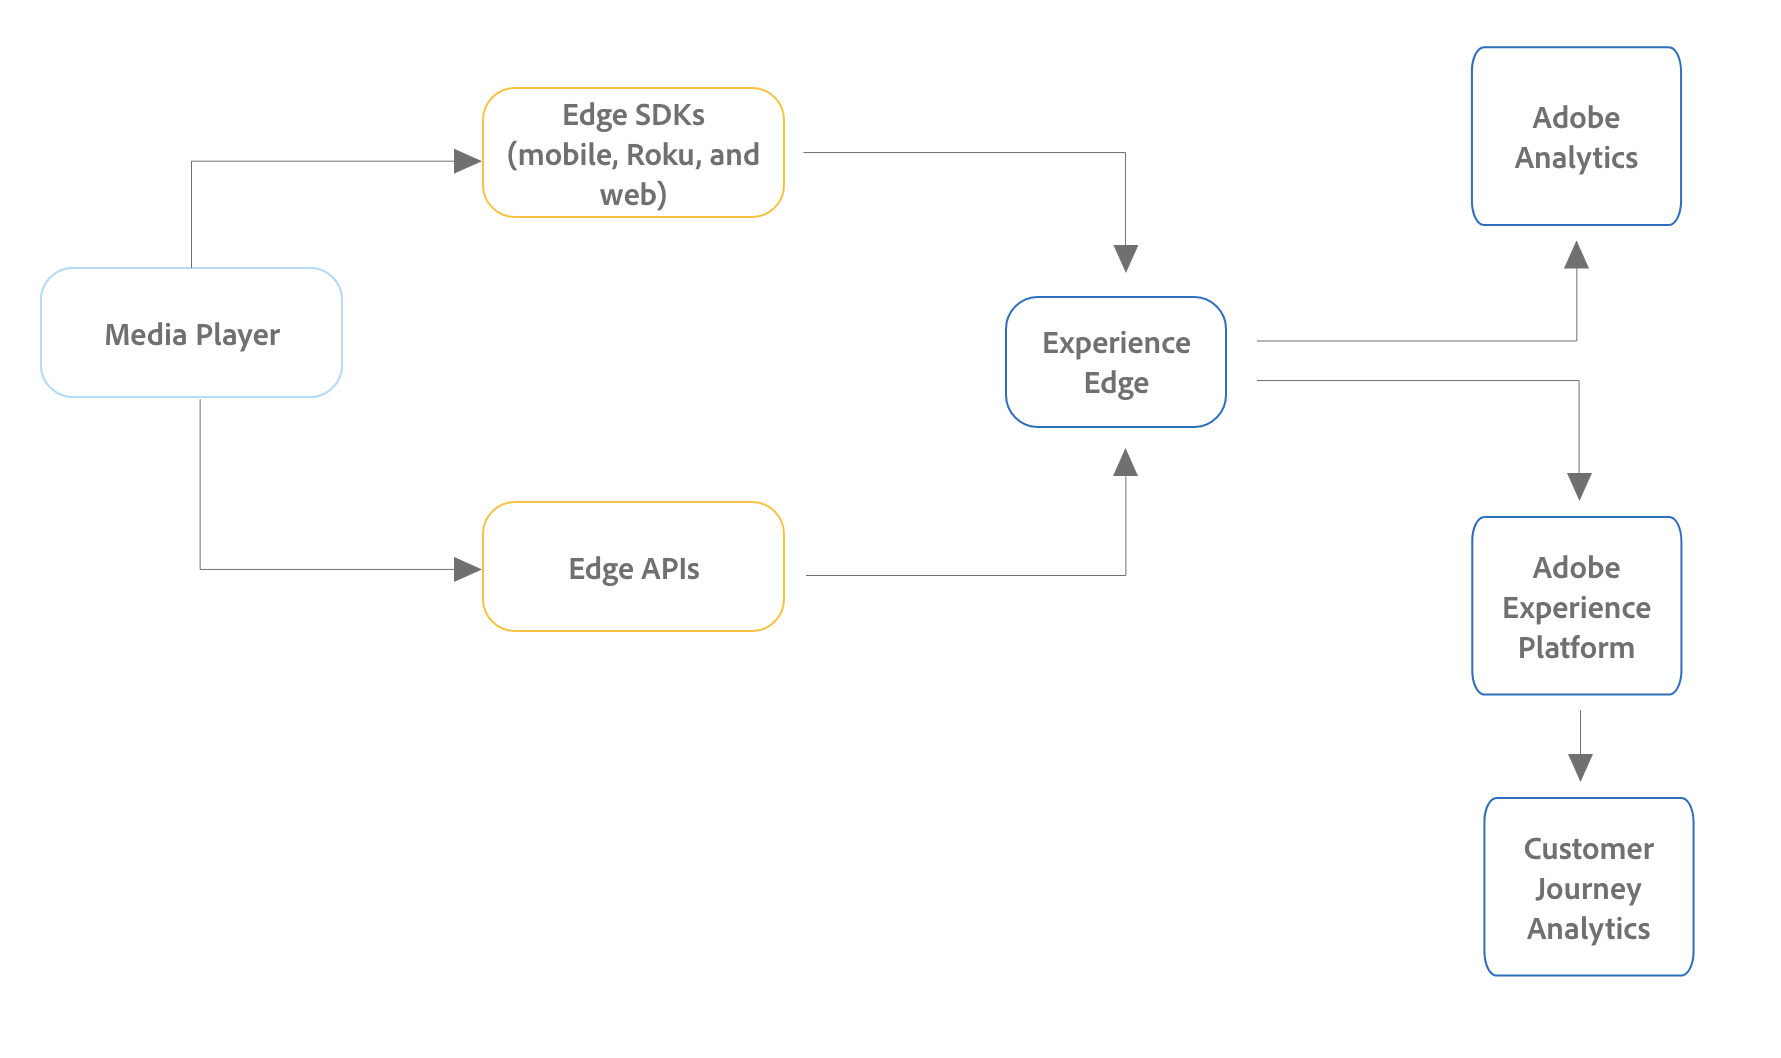 Edge SDKs
(mobile, Roku, and
web)
Adobe
Analytics
Media Player
Experience
Edge
Edge APIs
Adobe
Experience
Platform
Customer
Journey
Analytics